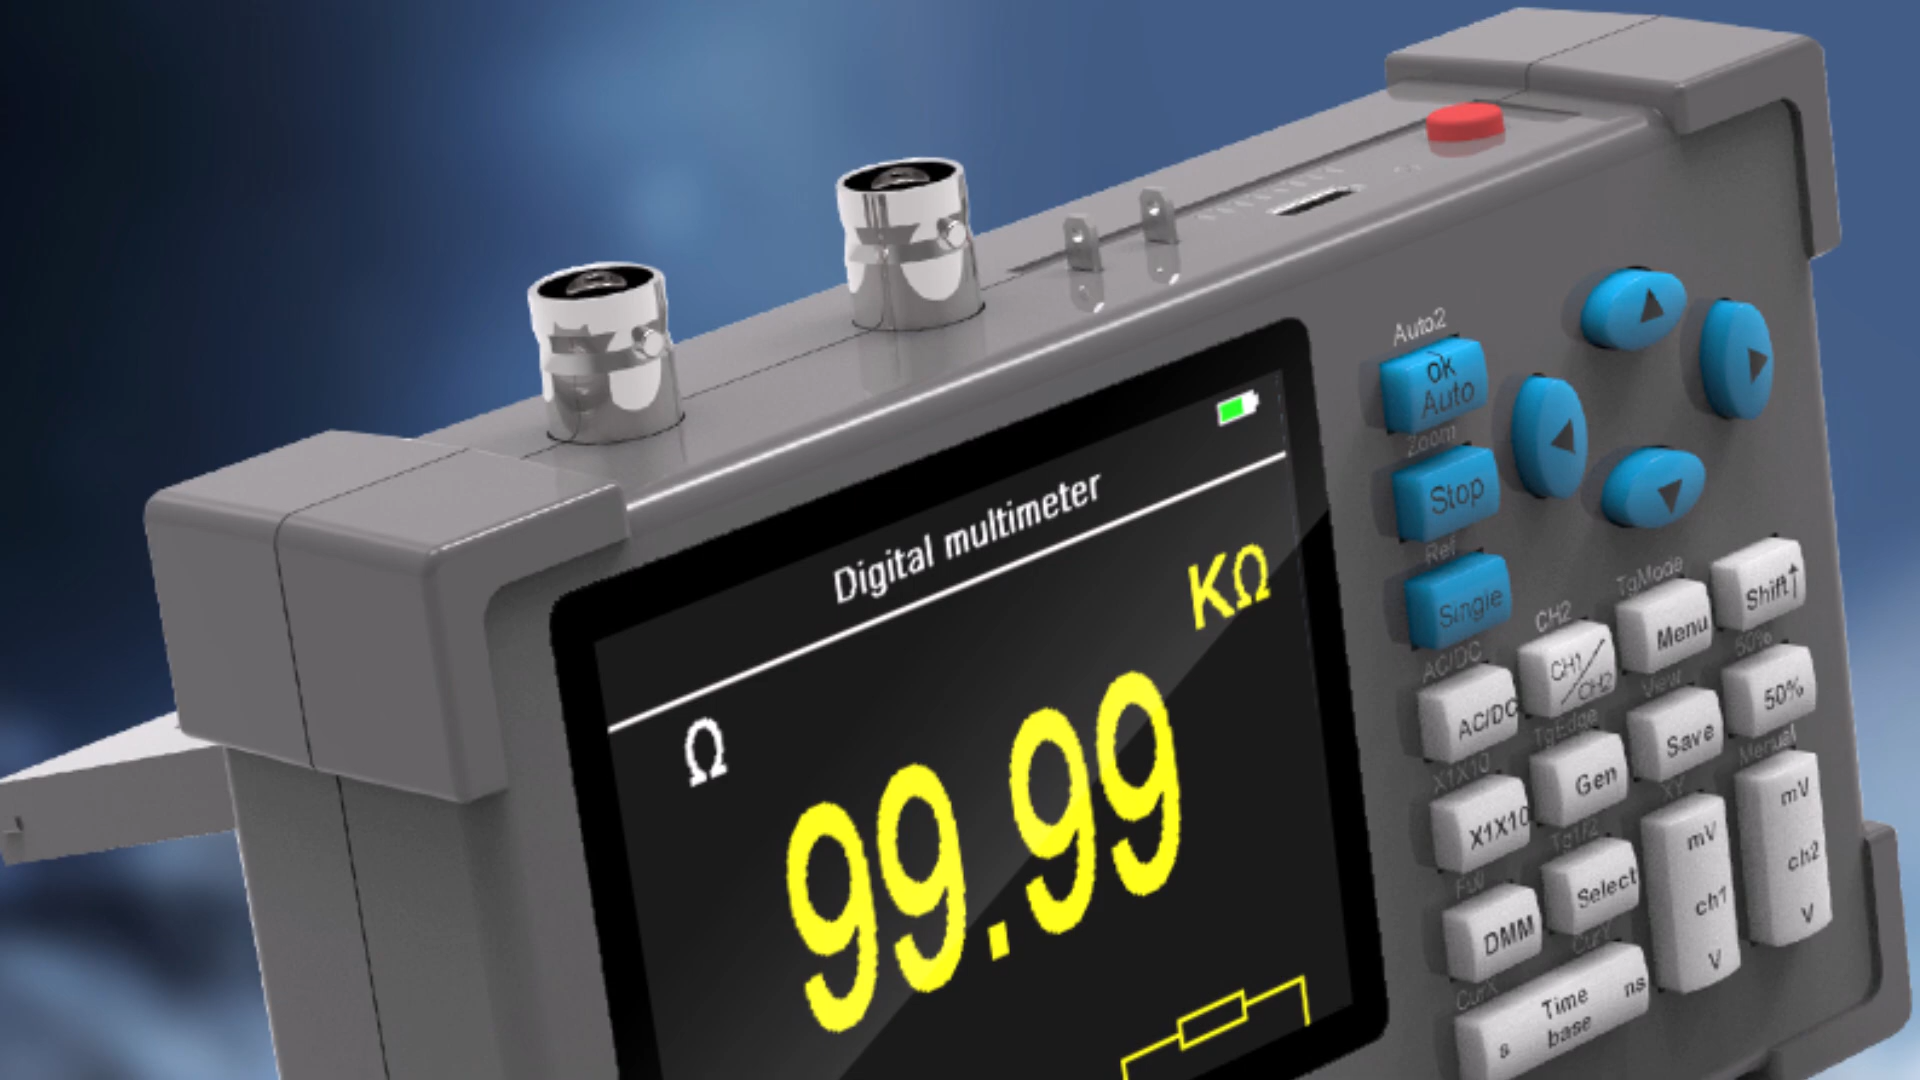 Digital multimeter
KΩ
Ω
99.99
Auto2
ok
Auto
Zoom
Stop
Ref
Single
TgMode
Shift↑
CH2
Menu
50%
AC/DC
CH1/CH2
View
50%
AC/DC
TgEdge
Save
Manual
X1X10
Gen
XY
mV
X1X10
Tg1/2
mV
ch2
FW
Select
ch1
V
DMM
CurY
V
CurX
Time
base
ns
s